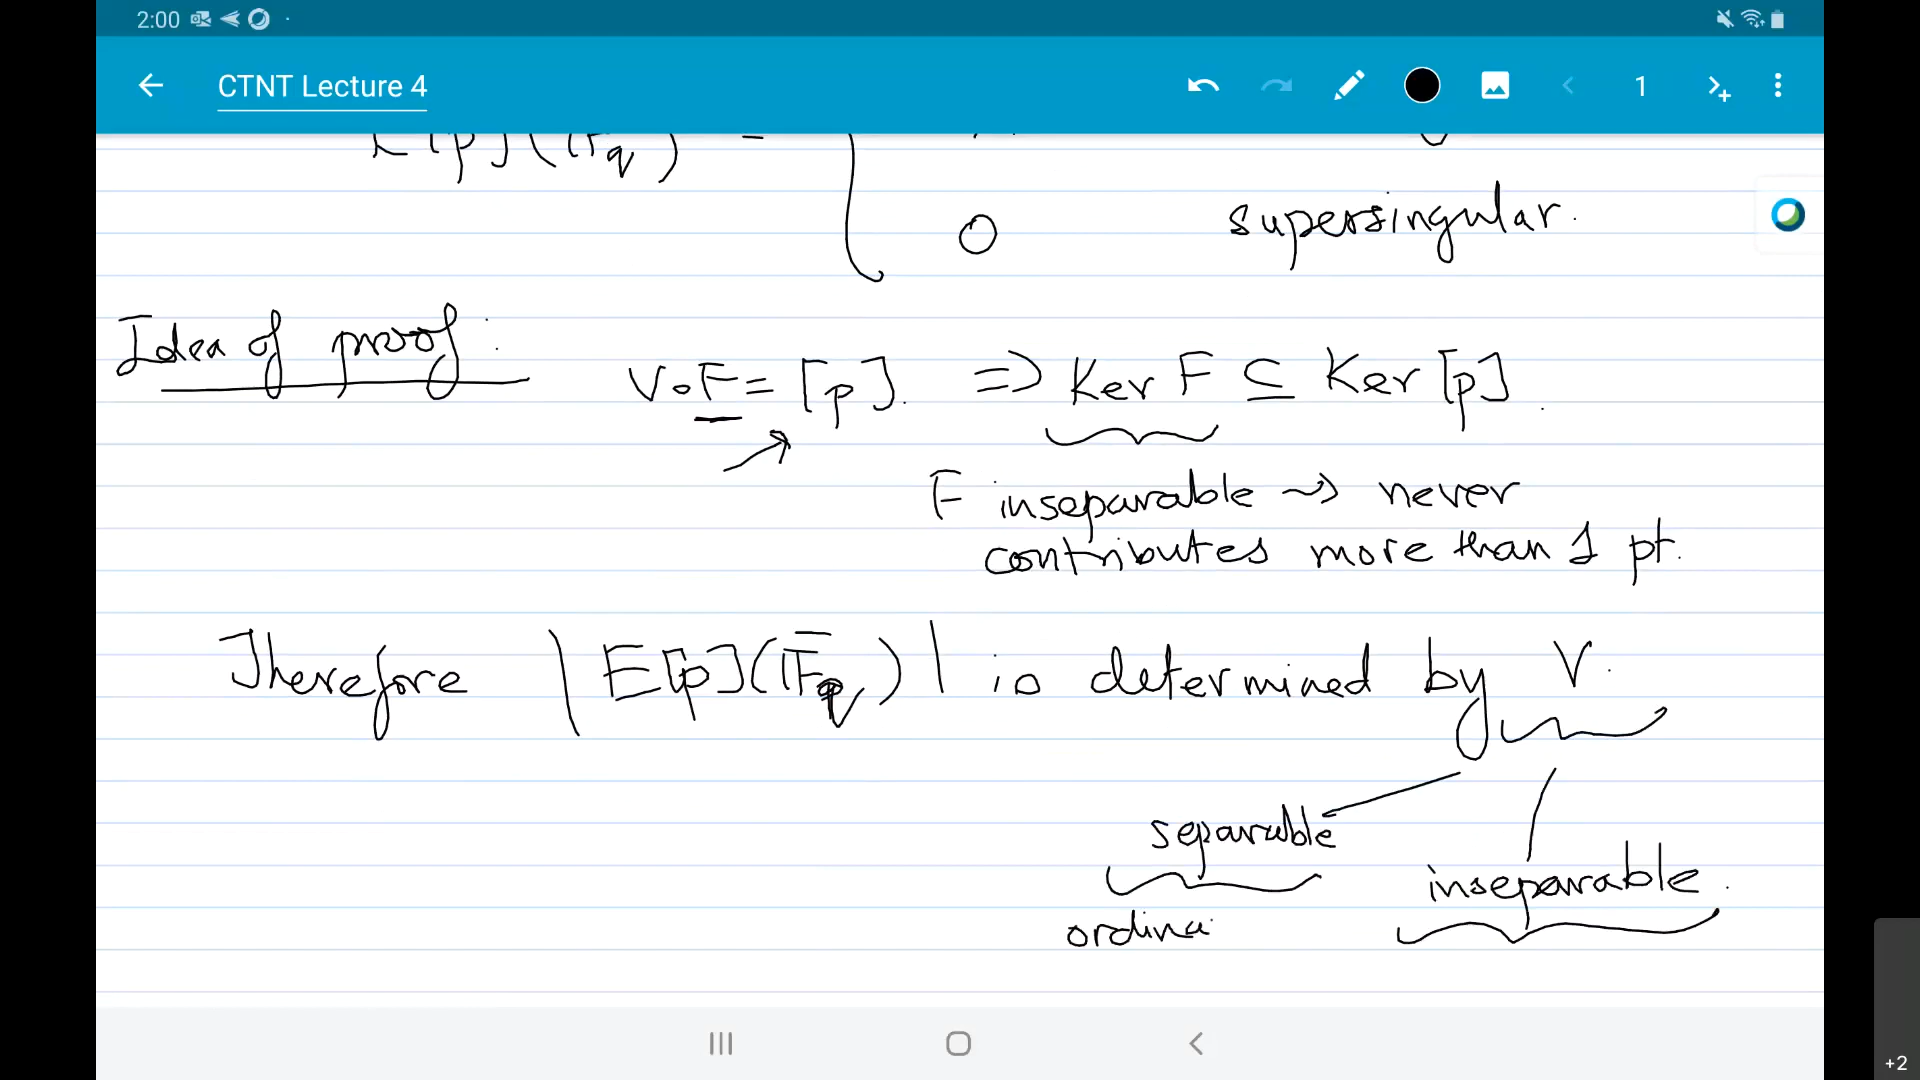 2:00
CTNT Lecture 4
1
E[p](F̄q) =
0 supersingular.
Idea of proof:
V∘F = [p]. ⇒ Ker F ⊆ Ker [p].
F inseparable ⇝ never
contributes more than 1 pt.
Therefore |E[p](F̄q)| is determined by V.
separable
inseparable.
ordina
+2